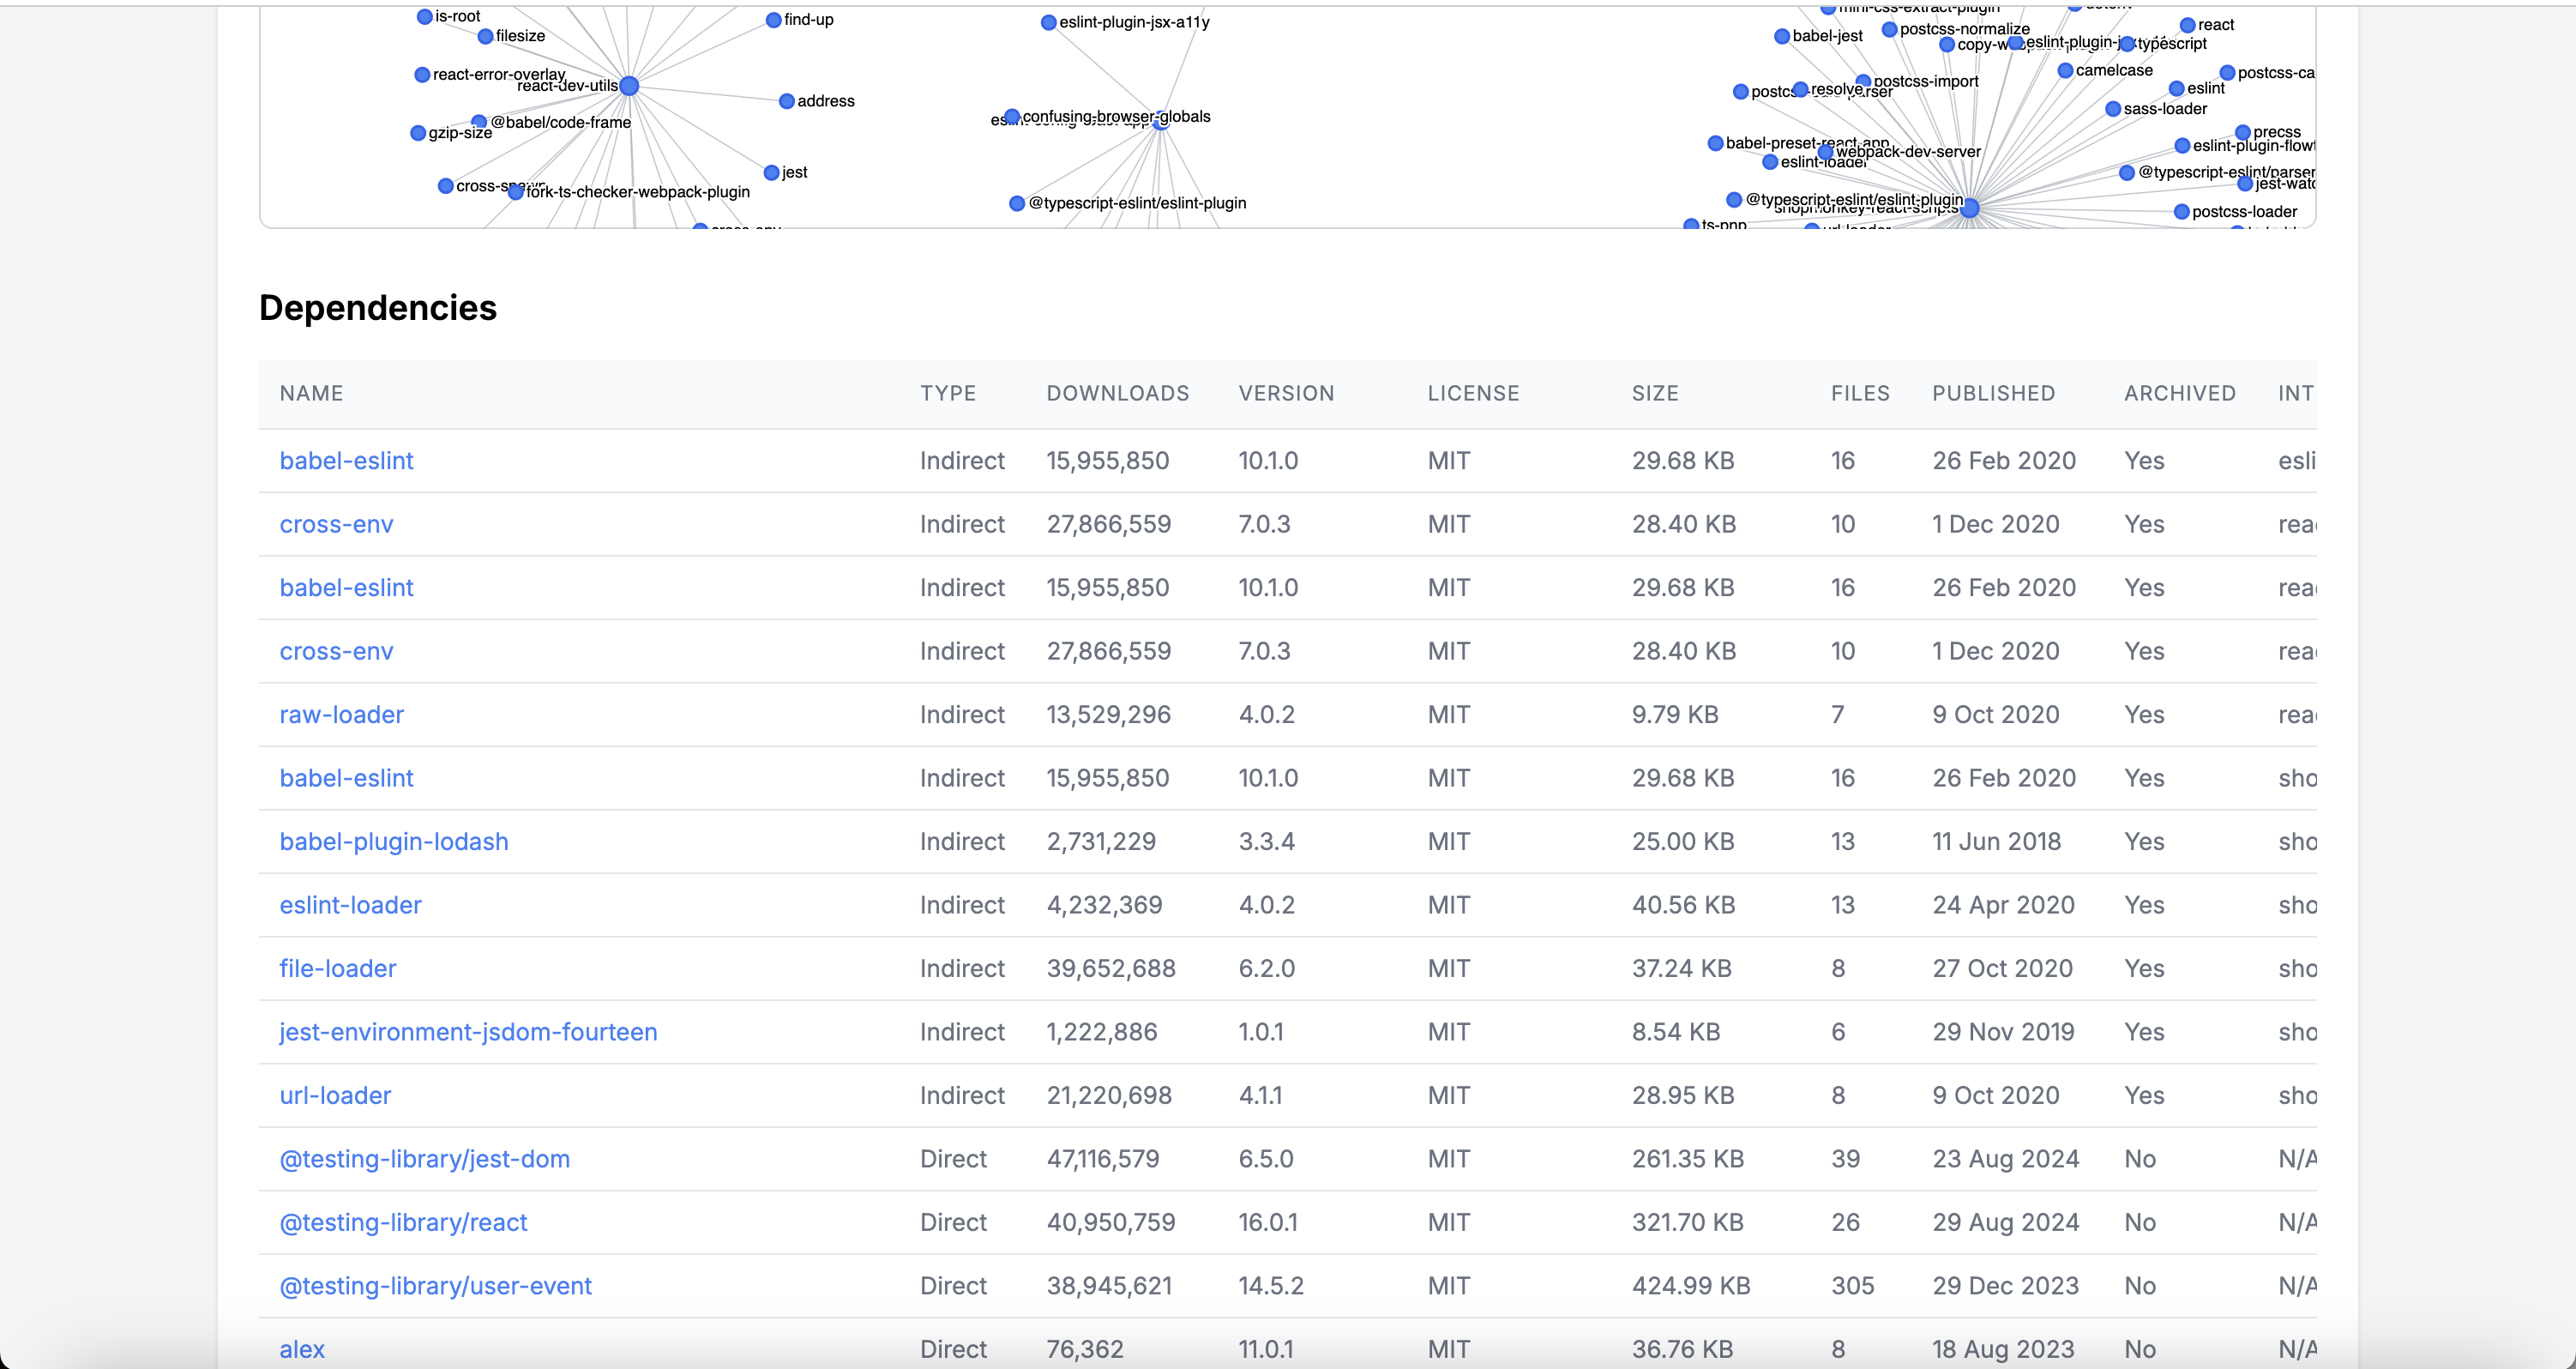 is-root
find-up
eslint-plugin-jsx-a11y
mini-css-extract-plugin
filesize
babel-jest
postcss-normalize
react
typescript
react-error-overlay
react-dev-utils
address
postcss-import
resolve
camelcase
postcss-ca
eslint
sass-loader
gzip-size
@babel/code-frame
confusing-browser-globals
babel-preset-react-app
webpack-dev-server
eslint-loader
precss
eslint-plugin-flowt
@typescript-eslint/parser
jest-watc
jest
fork-ts-checker-webpack-plugin
@typescript-eslint/eslint-plugin
@typescript-eslint/eslint-plugin
shopmonkey-react-scripts
postcss-loader
ts-pnp
url-loader
cross-env
Dependencies
NAME TYPE DOWNLOADS VERSION LICENSE SIZE FILES PUBLISHED ARCHIVED INT
babel-eslint Indirect 15,955,850 10.1.0 MIT 29.68 KB 16 26 Feb 2020 Yes esli
cross-env Indirect 27,866,559 7.0.3 MIT 28.40 KB 10 1 Dec 2020 Yes rea
babel-eslint Indirect 15,955,850 10.1.0 MIT 29.68 KB 16 26 Feb 2020 Yes rea
cross-env Indirect 27,866,559 7.0.3 MIT 28.40 KB 10 1 Dec 2020 Yes rea
raw-loader Indirect 13,529,296 4.0.2 MIT 9.79 KB 7 9 Oct 2020 Yes rea
babel-eslint Indirect 15,955,850 10.1.0 MIT 29.68 KB 16 26 Feb 2020 Yes sho
babel-plugin-lodash Indirect 2,731,229 3.3.4 MIT 25.00 KB 13 11 Jun 2018 Yes sho
eslint-loader Indirect 4,232,369 4.0.2 MIT 40.56 KB 13 24 Apr 2020 Yes sho
file-loader Indirect 39,652,688 6.2.0 MIT 37.24 KB 8 27 Oct 2020 Yes sho
jest-environment-jsdom-fourteen Indirect 1,222,886 1.0.1 MIT 8.54 KB 6 29 Nov 2019 Yes sho
url-loader Indirect 21,220,698 4.1.1 MIT 28.95 KB 8 9 Oct 2020 Yes sho
@testing-library/jest-dom Direct 47,116,579 6.5.0 MIT 261.35 KB 39 23 Aug 2024 No N/A
@testing-library/react Direct 40,950,759 16.0.1 MIT 321.70 KB 26 29 Aug 2024 No N/A
@testing-library/user-event Direct 38,945,621 14.5.2 MIT 424.99 KB 305 29 Dec 2023 No N/A
alex Direct 76,362 11.0.1 MIT 36.76 KB 8 18 Aug 2023 No N/A